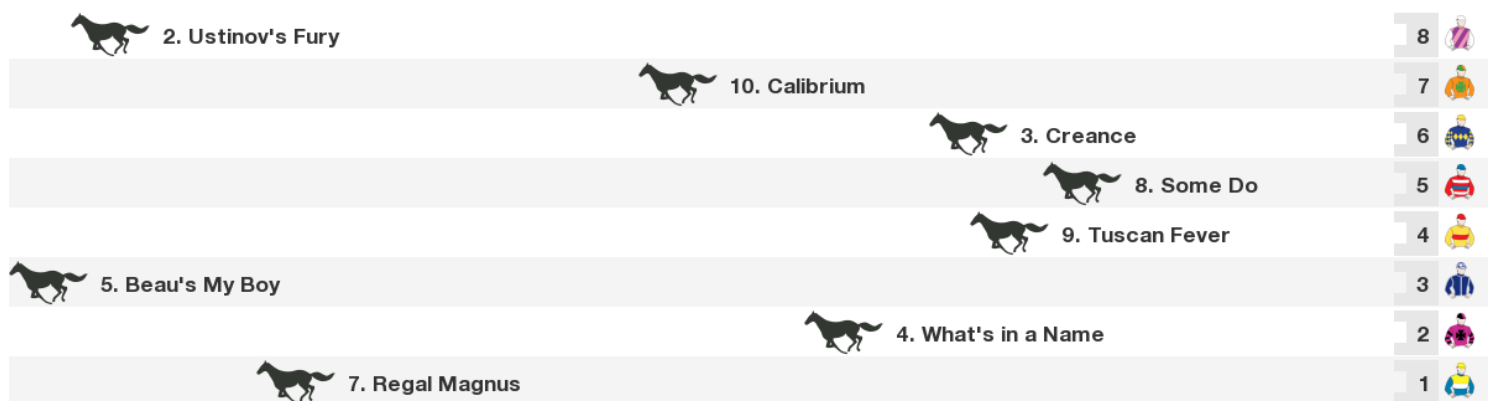 2. Ustinov's Fury 8
10. Calibrium 7
3. Creance 6
8. Some Do 5
9. Tuscan Fever 4
5. Beau's My Boy 3
4. What's in a Name 2
7. Regal Magnus 1